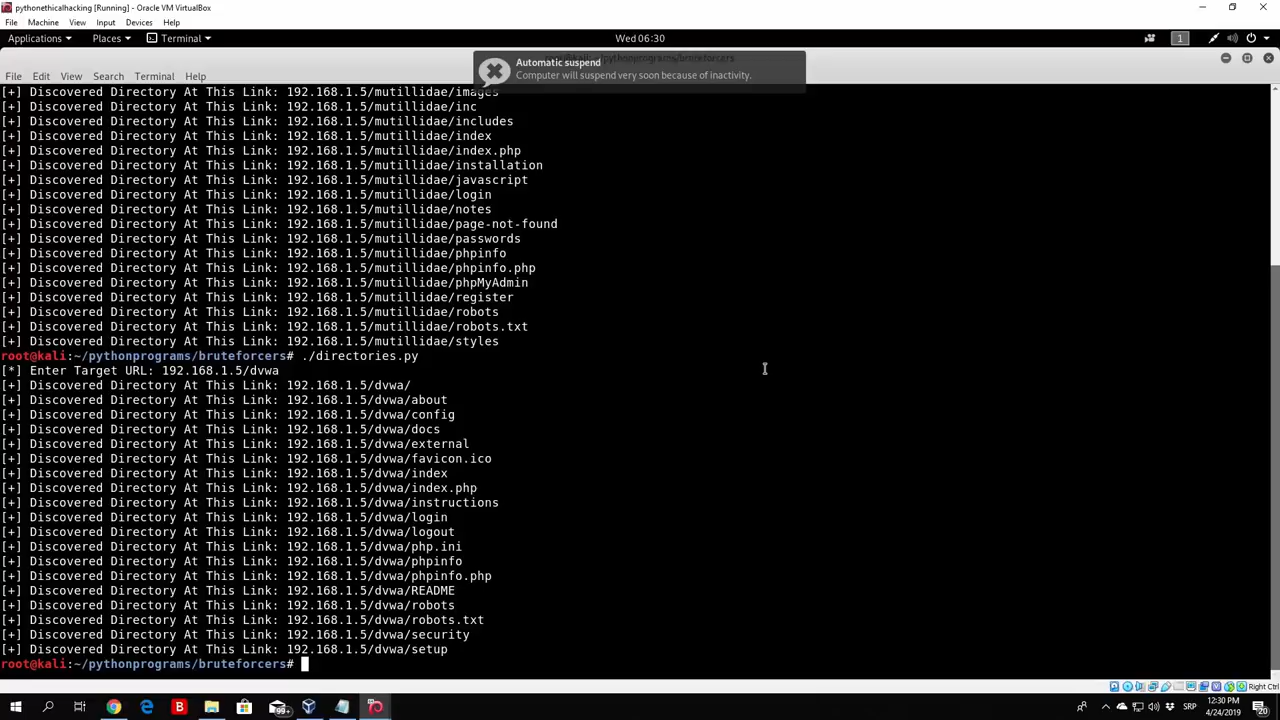 pythonethicalhacking [Running] - Oracle VM VirtualBox
File Machine View Input Devices Help
Applications Places Terminal Wed 06:30 1
Automatic suspend
Computer will suspend very soon because of inactivity.
File Edit View Search Terminal Help
[+] Discovered Directory At This Link: 192.168.1.5/mutillidae/images
[+] Discovered Directory At This Link: 192.168.1.5/mutillidae/inc
[+] Discovered Directory At This Link: 192.168.1.5/mutillidae/includes
[+] Discovered Directory At This Link: 192.168.1.5/mutillidae/index
[+] Discovered Directory At This Link: 192.168.1.5/mutillidae/index.php
[+] Discovered Directory At This Link: 192.168.1.5/mutillidae/installation
[+] Discovered Directory At This Link: 192.168.1.5/mutillidae/javascript
[+] Discovered Directory At This Link: 192.168.1.5/mutillidae/login
[+] Discovered Directory At This Link: 192.168.1.5/mutillidae/notes
[+] Discovered Directory At This Link: 192.168.1.5/mutillidae/page-not-found
[+] Discovered Directory At This Link: 192.168.1.5/mutillidae/passwords
[+] Discovered Directory At This Link: 192.168.1.5/mutillidae/phpinfo
[+] Discovered Directory At This Link: 192.168.1.5/mutillidae/phpinfo.php
[+] Discovered Directory At This Link: 192.168.1.5/mutillidae/phpMyAdmin
[+] Discovered Directory At This Link: 192.168.1.5/mutillidae/register
[+] Discovered Directory At This Link: 192.168.1.5/mutillidae/robots
[+] Discovered Directory At This Link: 192.168.1.5/mutillidae/robots.txt
[+] Discovered Directory At This Link: 192.168.1.5/mutillidae/styles
root@kali:~/pythonprograms/bruteforcers# ./directories.py
[*] Enter Target URL: 192.168.1.5/dvwa
[+] Discovered Directory At This Link: 192.168.1.5/dvwa/
[+] Discovered Directory At This Link: 192.168.1.5/dvwa/about
[+] Discovered Directory At This Link: 192.168.1.5/dvwa/config
[+] Discovered Directory At This Link: 192.168.1.5/dvwa/docs
[+] Discovered Directory At This Link: 192.168.1.5/dvwa/external
[+] Discovered Directory At This Link: 192.168.1.5/dvwa/favicon.ico
[+] Discovered Directory At This Link: 192.168.1.5/dvwa/index
[+] Discovered Directory At This Link: 192.168.1.5/dvwa/index.php
[+] Discovered Directory At This Link: 192.168.1.5/dvwa/instructions
[+] Discovered Directory At This Link: 192.168.1.5/dvwa/login
[+] Discovered Directory At This Link: 192.168.1.5/dvwa/logout
[+] Discovered Directory At This Link: 192.168.1.5/dvwa/php.ini
[+] Discovered Directory At This Link: 192.168.1.5/dvwa/phpinfo
[+] Discovered Directory At This Link: 192.168.1.5/dvwa/phpinfo.php
[+] Discovered Directory At This Link: 192.168.1.5/dvwa/README
[+] Discovered Directory At This Link: 192.168.1.5/dvwa/robots
[+] Discovered Directory At This Link: 192.168.1.5/dvwa/robots.txt
[+] Discovered Directory At This Link: 192.168.1.5/dvwa/security
[+] Discovered Directory At This Link: 192.168.1.5/dvwa/setup
root@kali:~/pythonprograms/bruteforcers#
Right Ctrl
99+ SRP 12:30 PM
4/24/2019 20